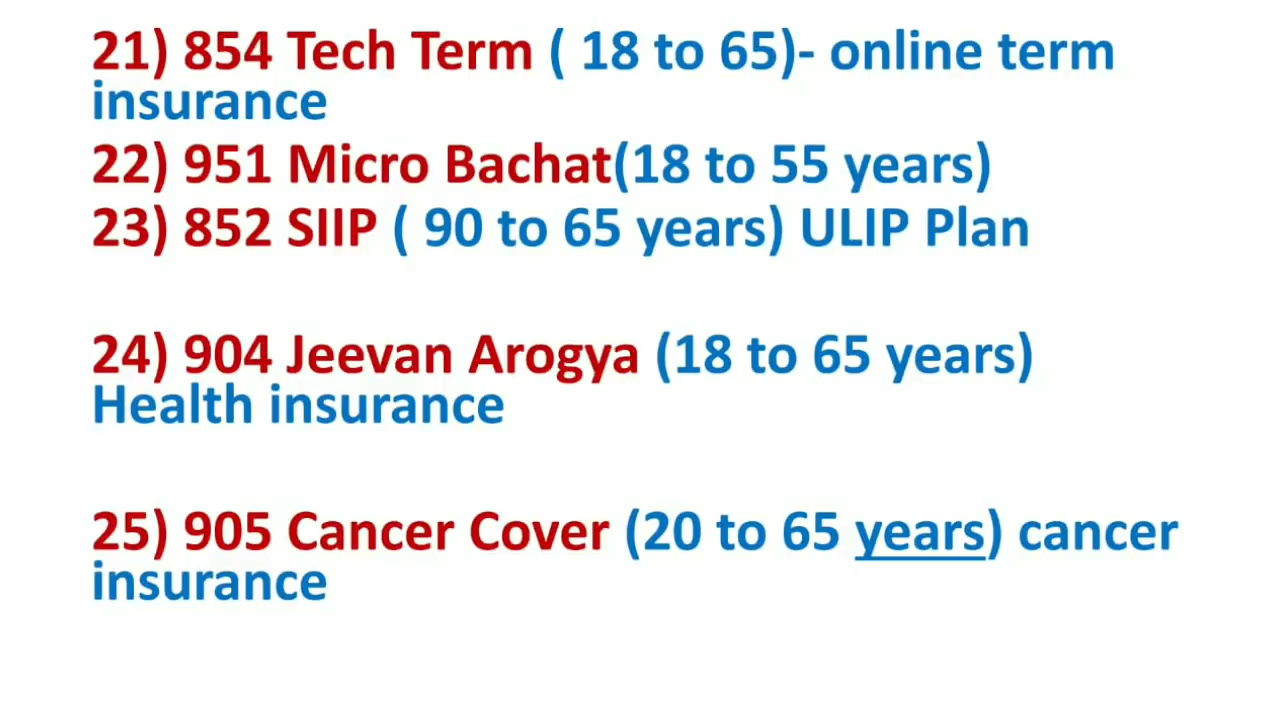 21) 854 Tech Term ( 18 to 65)- online term
insurance
22) 951 Micro Bachat(18 to 55 years)
23) 852 SIIP ( 90 to 65 years) ULIP Plan
24) 904 Jeevan Arogya (18 to 65 years)
Health insurance
25) 905 Cancer Cover (20 to 65 years) cancer
insurance